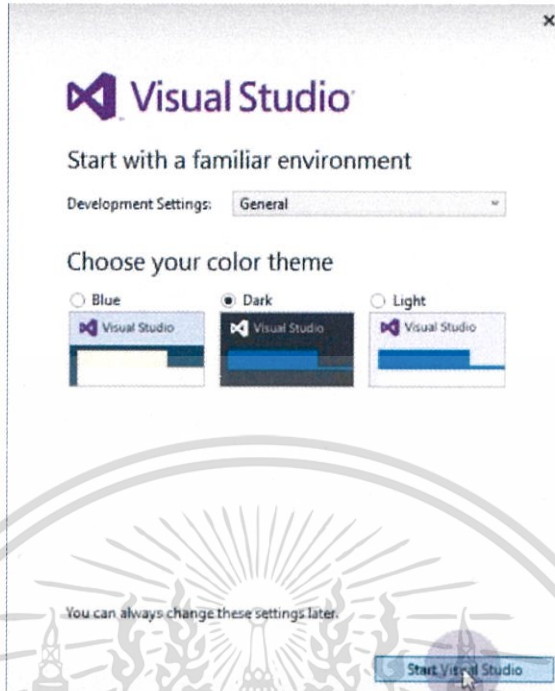 Visual Studio
Start with a familiar environment
Development Settings: General
Choose your color theme
Blue Dark Light
Visual Studio Visual Studio Visual Studio
You can always change these settings later.
Start Visual Studio